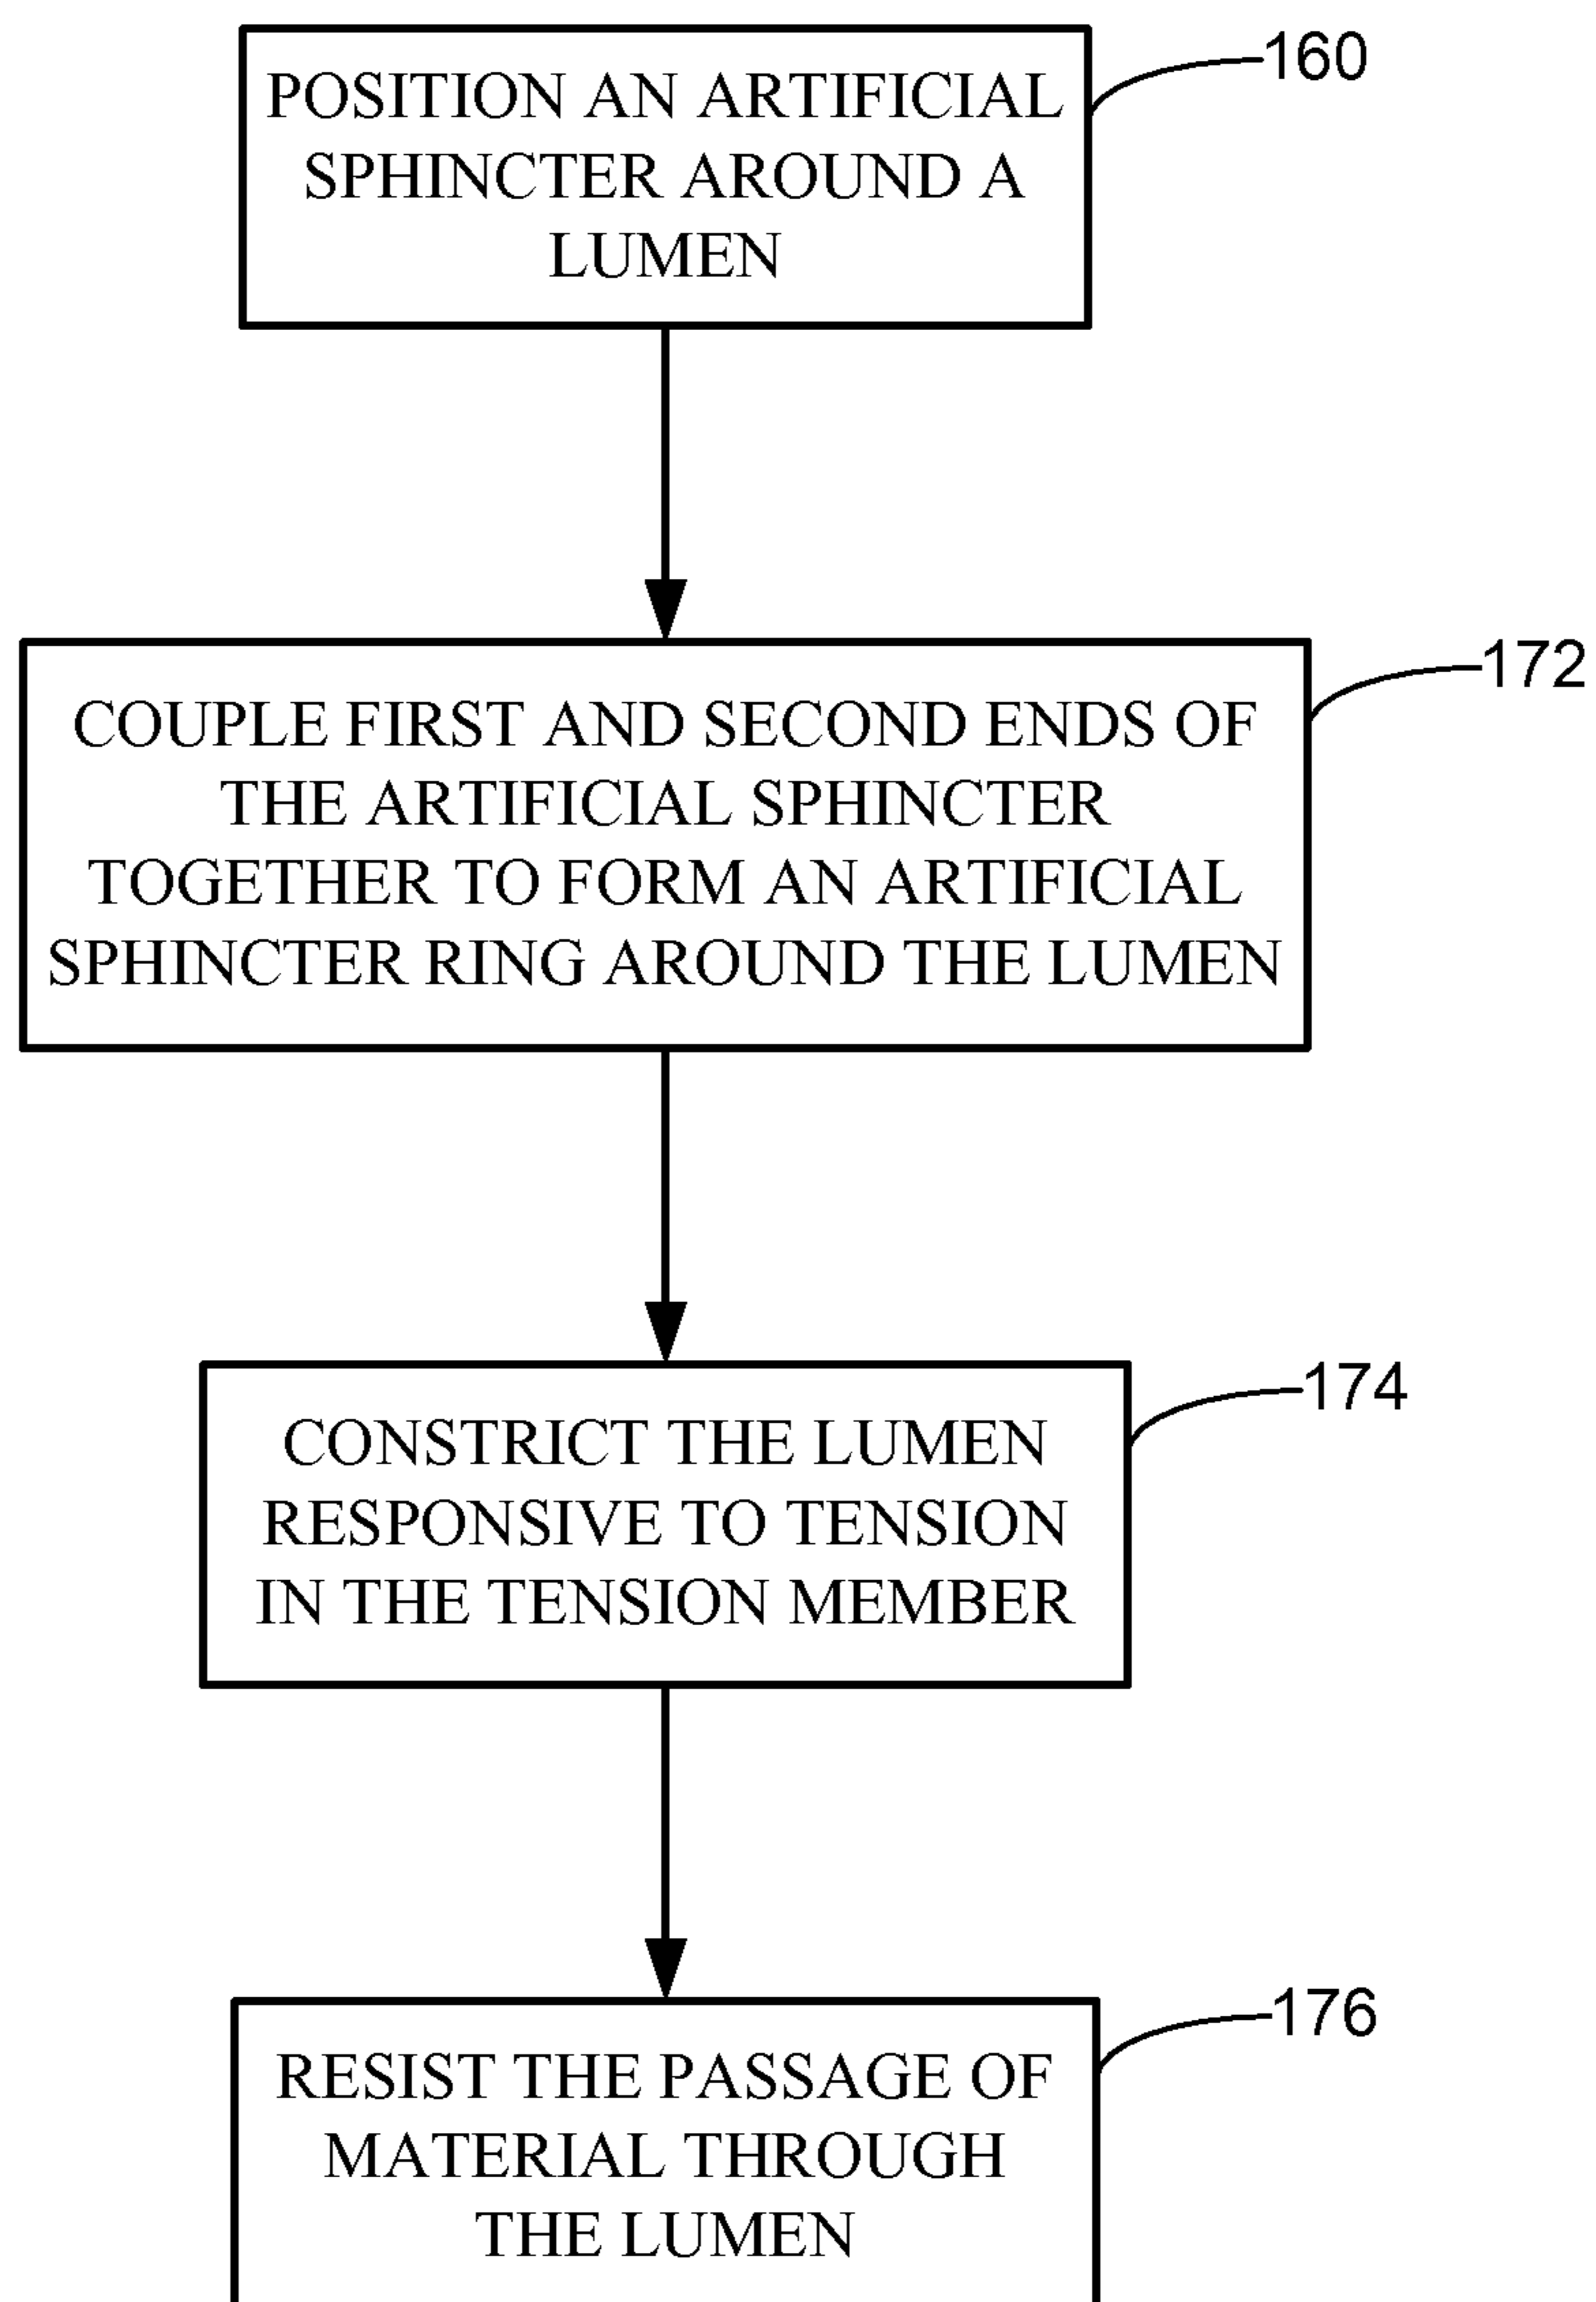 POSITION AN ARTIFICIAL
SPHINCTER AROUND A
LUMEN
160
COUPLE FIRST AND SECOND ENDS OF
THE ARTIFICIAL SPHINCTER
TOGETHER TO FORM AN ARTIFICIAL
SPHINCTER RING AROUND THE LUMEN
172
CONSTRICT THE LUMEN
RESPONSIVE TO TENSION
IN THE TENSION MEMBER
174
RESIST THE PASSAGE OF
MATERIAL THROUGH
THE LUMEN
176